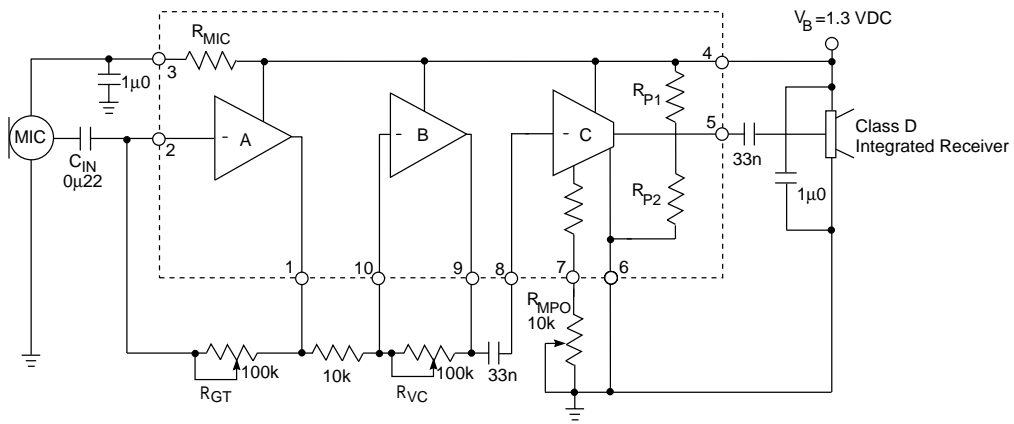 V_B=1.3 VDC
R_MIC
3
4
1µ0
R_P1
MIC
A
B
C
5
2
Class D
Integrated Receiver
C_IN
0µ22
33n
R_P2
1µ0
1
10
9
8
7
6
R_MPO
10k
100k
10k
100k
33n
R_GT
R_VC
-
-
-